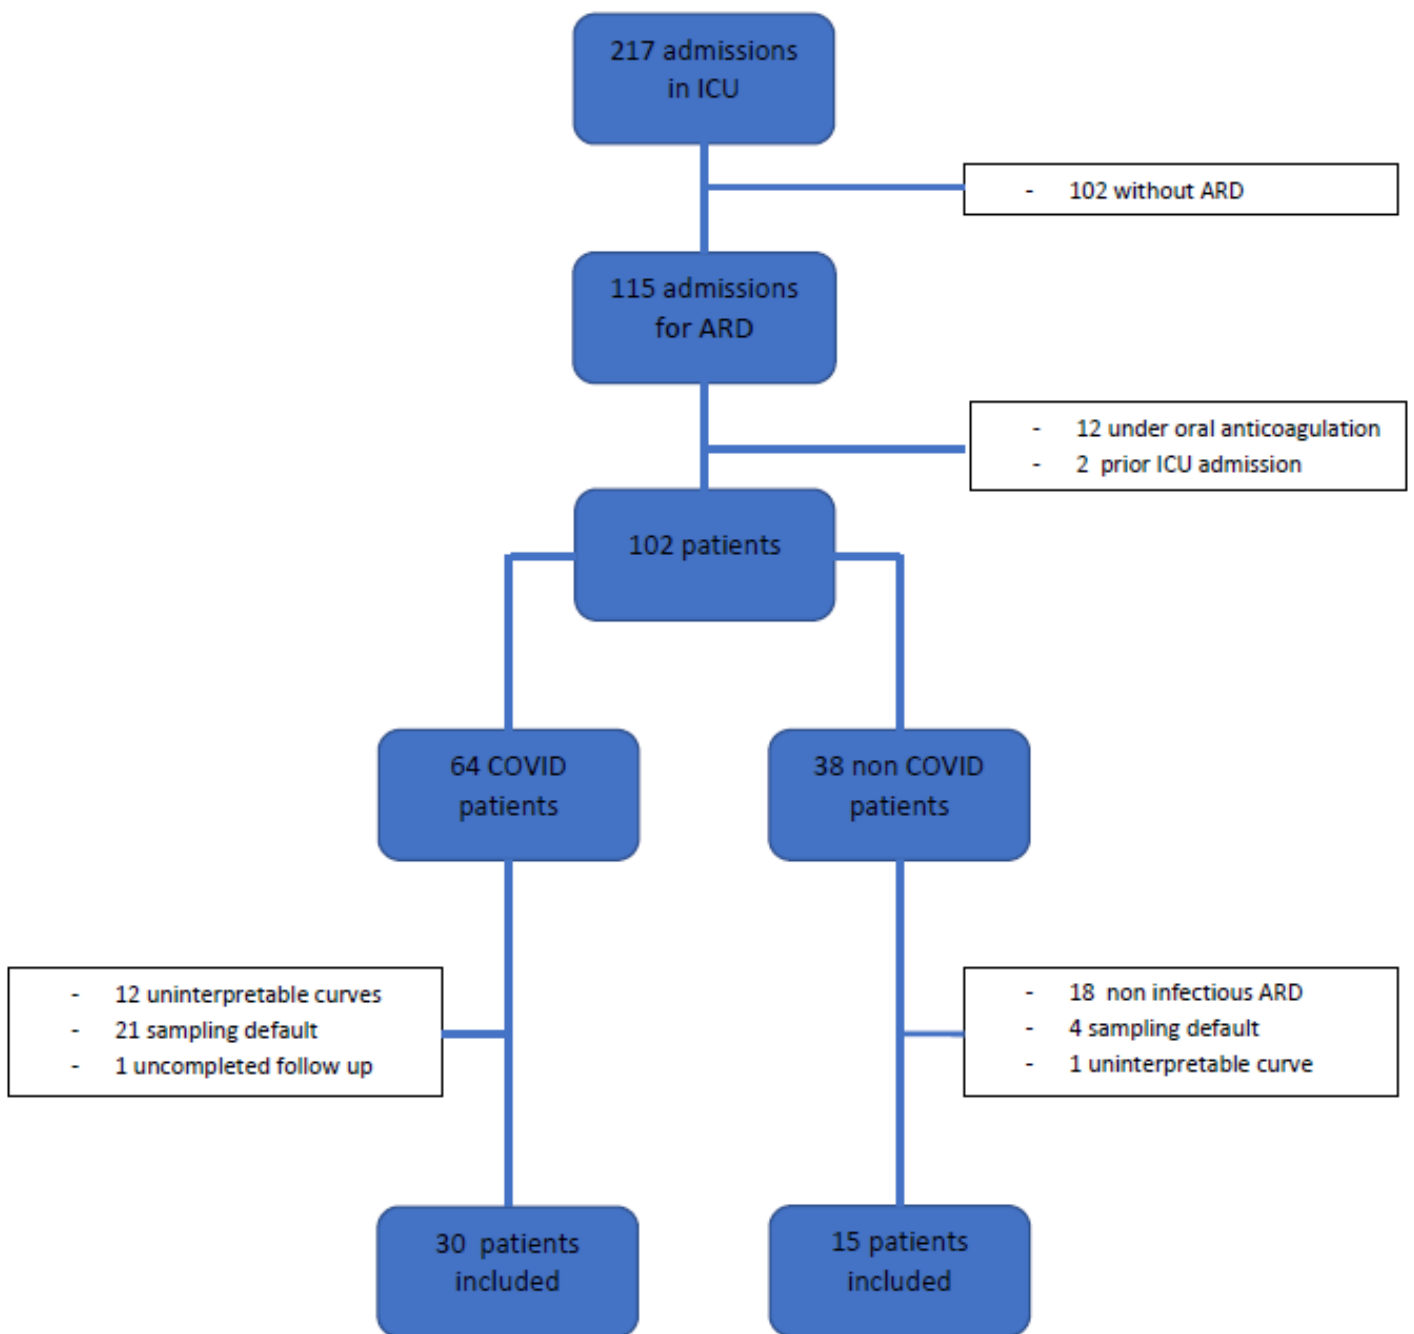 217 admissions
in ICU
- 102 without ARD
115 admissions
for ARD
- 12 under oral anticoagulation
- 2 prior ICU admission
102 patients
64 COVID
patients
38 non COVID
patients
- 12 uninterpretable curves
- 21 sampling default
- 1 uncompleted follow up
- 18 non infectious ARD
- 4 sampling default
- 1 uninterpretable curve
30 patients
included
15 patients
included